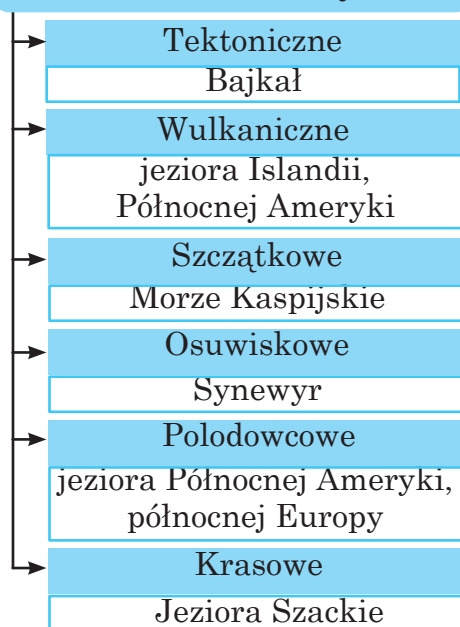 Tektoniczne
Bajkał
Wulkaniczne
jeziora Islandii,
Północnej Ameryki
Szczątkowe
Morze Kaspijskie
Osuwiskowe
Synewyr
Polodowcowe
jeziora Północnej Ameryki,
północnej Europy
Krasowe
Jeziora Szackie